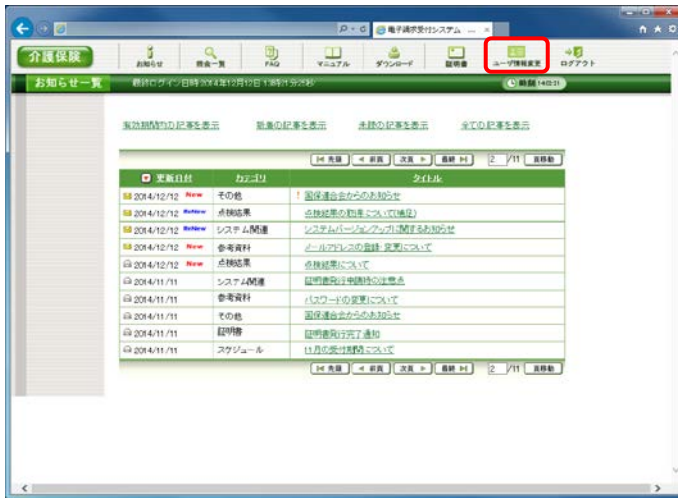 電子請求受付システム ...
介護保険
お知らせ 照会一覧 FAQ マニュアル ダウンロード 証明書 ユーザ情報変更 ログアウト
お知らせ一覧 最終ログイン日時:2014年12月12日 13時21分25秒 時刻 14:02:21
有効期間内の記事を表示 新着の記事を表示 未読の記事を表示 全ての記事を表示
先頭 前頁 次頁 最終 2 /11 頁移動
更新日付 カテゴリ タイトル
2014/12/12 New その他 ! 国保連合会からのお知らせ
2014/12/12 ReNew 点検結果 点検結果の取得について(補足)
2014/12/12 ReNew システム関連 システムバージョンアップに関するお知らせ
2014/12/12 New 参考資料 メールアドレスの登録・変更について
2014/12/12 New 点検結果 点検結果について
2014/11/11 システム関連 証明書発行申請時の注意点
2014/11/11 参考資料 パスワードの変更について
2014/11/11 その他 国保連合会からのお知らせ
2014/11/11 証明書 証明書発行完了通知
2014/11/11 スケジュール 11月の受付期間について
先頭 前頁 次頁 最終 2 /11 頁移動